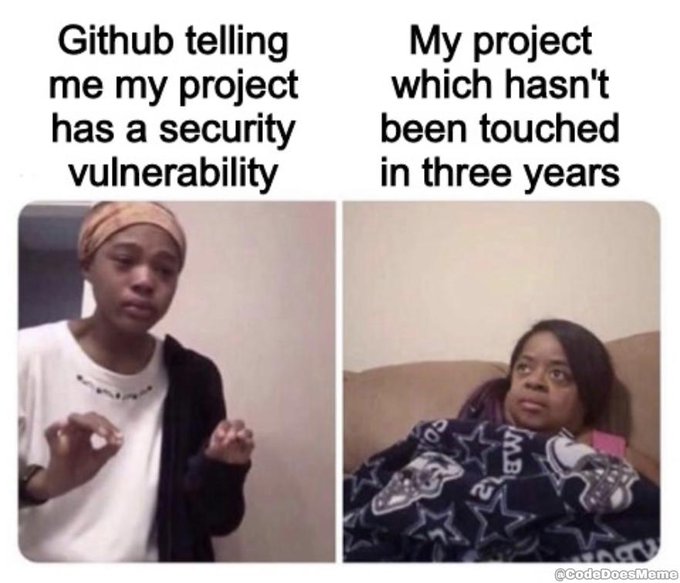 Github telling
me my project
has a security
vulnerability
My project
which hasn't
been touched
in three years
@CodeDoesMeme